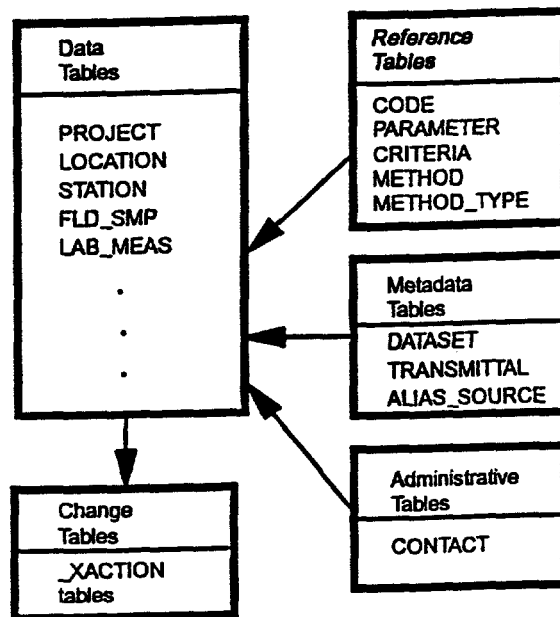 Data
Tables
PROJECT
LOCATION
STATION
FLD_SMP
LAB_MEAS
.
.
.
Reference
Tables
CODE
PARAMETER
CRITERIA
METHOD
METHOD_TYPE
Metadata
Tables
DATASET
TRANSMITTAL
ALIAS_SOURCE
Administrative
Tables
CONTACT
Change
Tables
_XACTION
tables